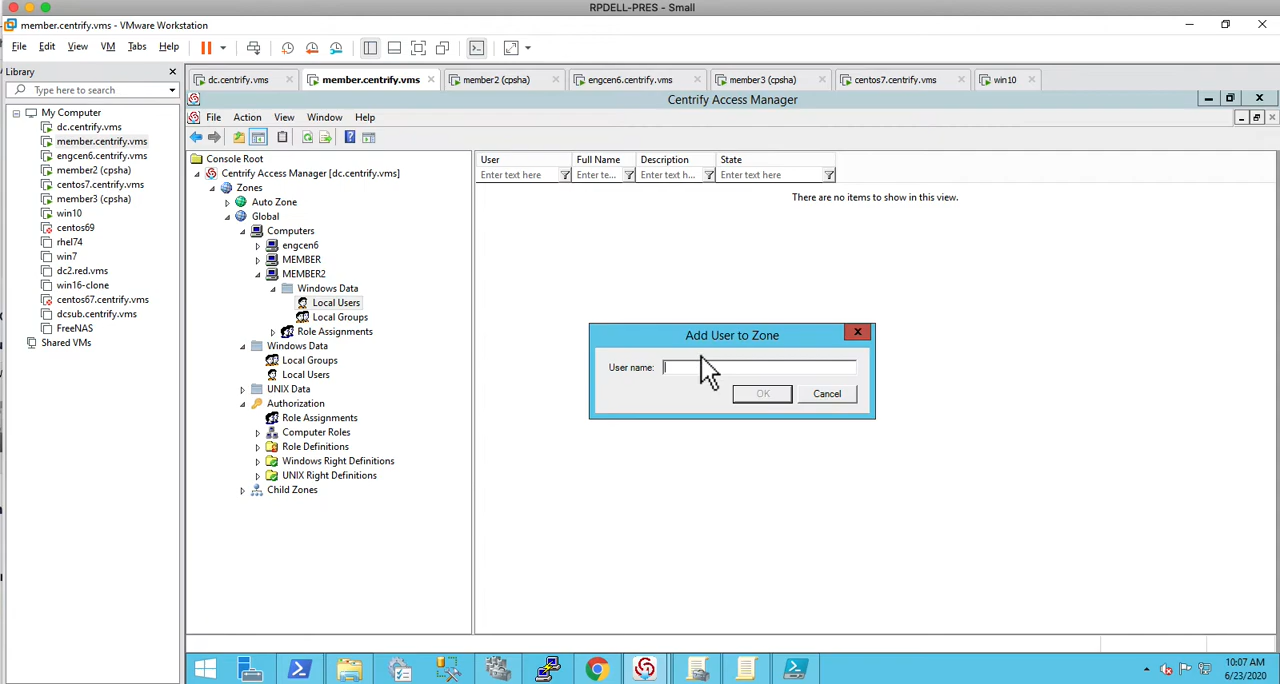 RPDELL-PRES - Small
member.centrify.vms - VMware Workstation
File Edit View VM Tabs Help
Library
Type here to search
My Computer
dc.centrify.vms
member.centrify.vms
engcen6.centrify.vms
member2 (cpsha)
centos7.centrify.vms
member3 (cpsha)
win10
centos69
rhel74
win7
dc2.red.vms
win16-clone
centos67.centrify.vms
dcsub.centrify.vms
FreeNAS
Shared VMs
dc.centrify.vms member.centrify.vms member2 (cpsha) engcen6.centrify.vms member3 (cpsha) centos7.centrify.vms win10
Centrify Access Manager
File Action View Window Help
Console Root
Centrify Access Manager [dc.centrify.vms]
Zones
Auto Zone
Global
Computers
engcen6
MEMBER
MEMBER2
Windows Data
Local Users
Local Groups
Role Assignments
Windows Data
Local Groups
Local Users
UNIX Data
Authorization
Role Assignments
Computer Roles
Role Definitions
Windows Right Definitions
UNIX Right Definitions
Child Zones
User Full Name Description State
Enter text here Enter te... Enter text h... Enter text here
There are no items to show in this view.
Add User to Zone
User name:
OK Cancel
10:07 AM
6/23/2020